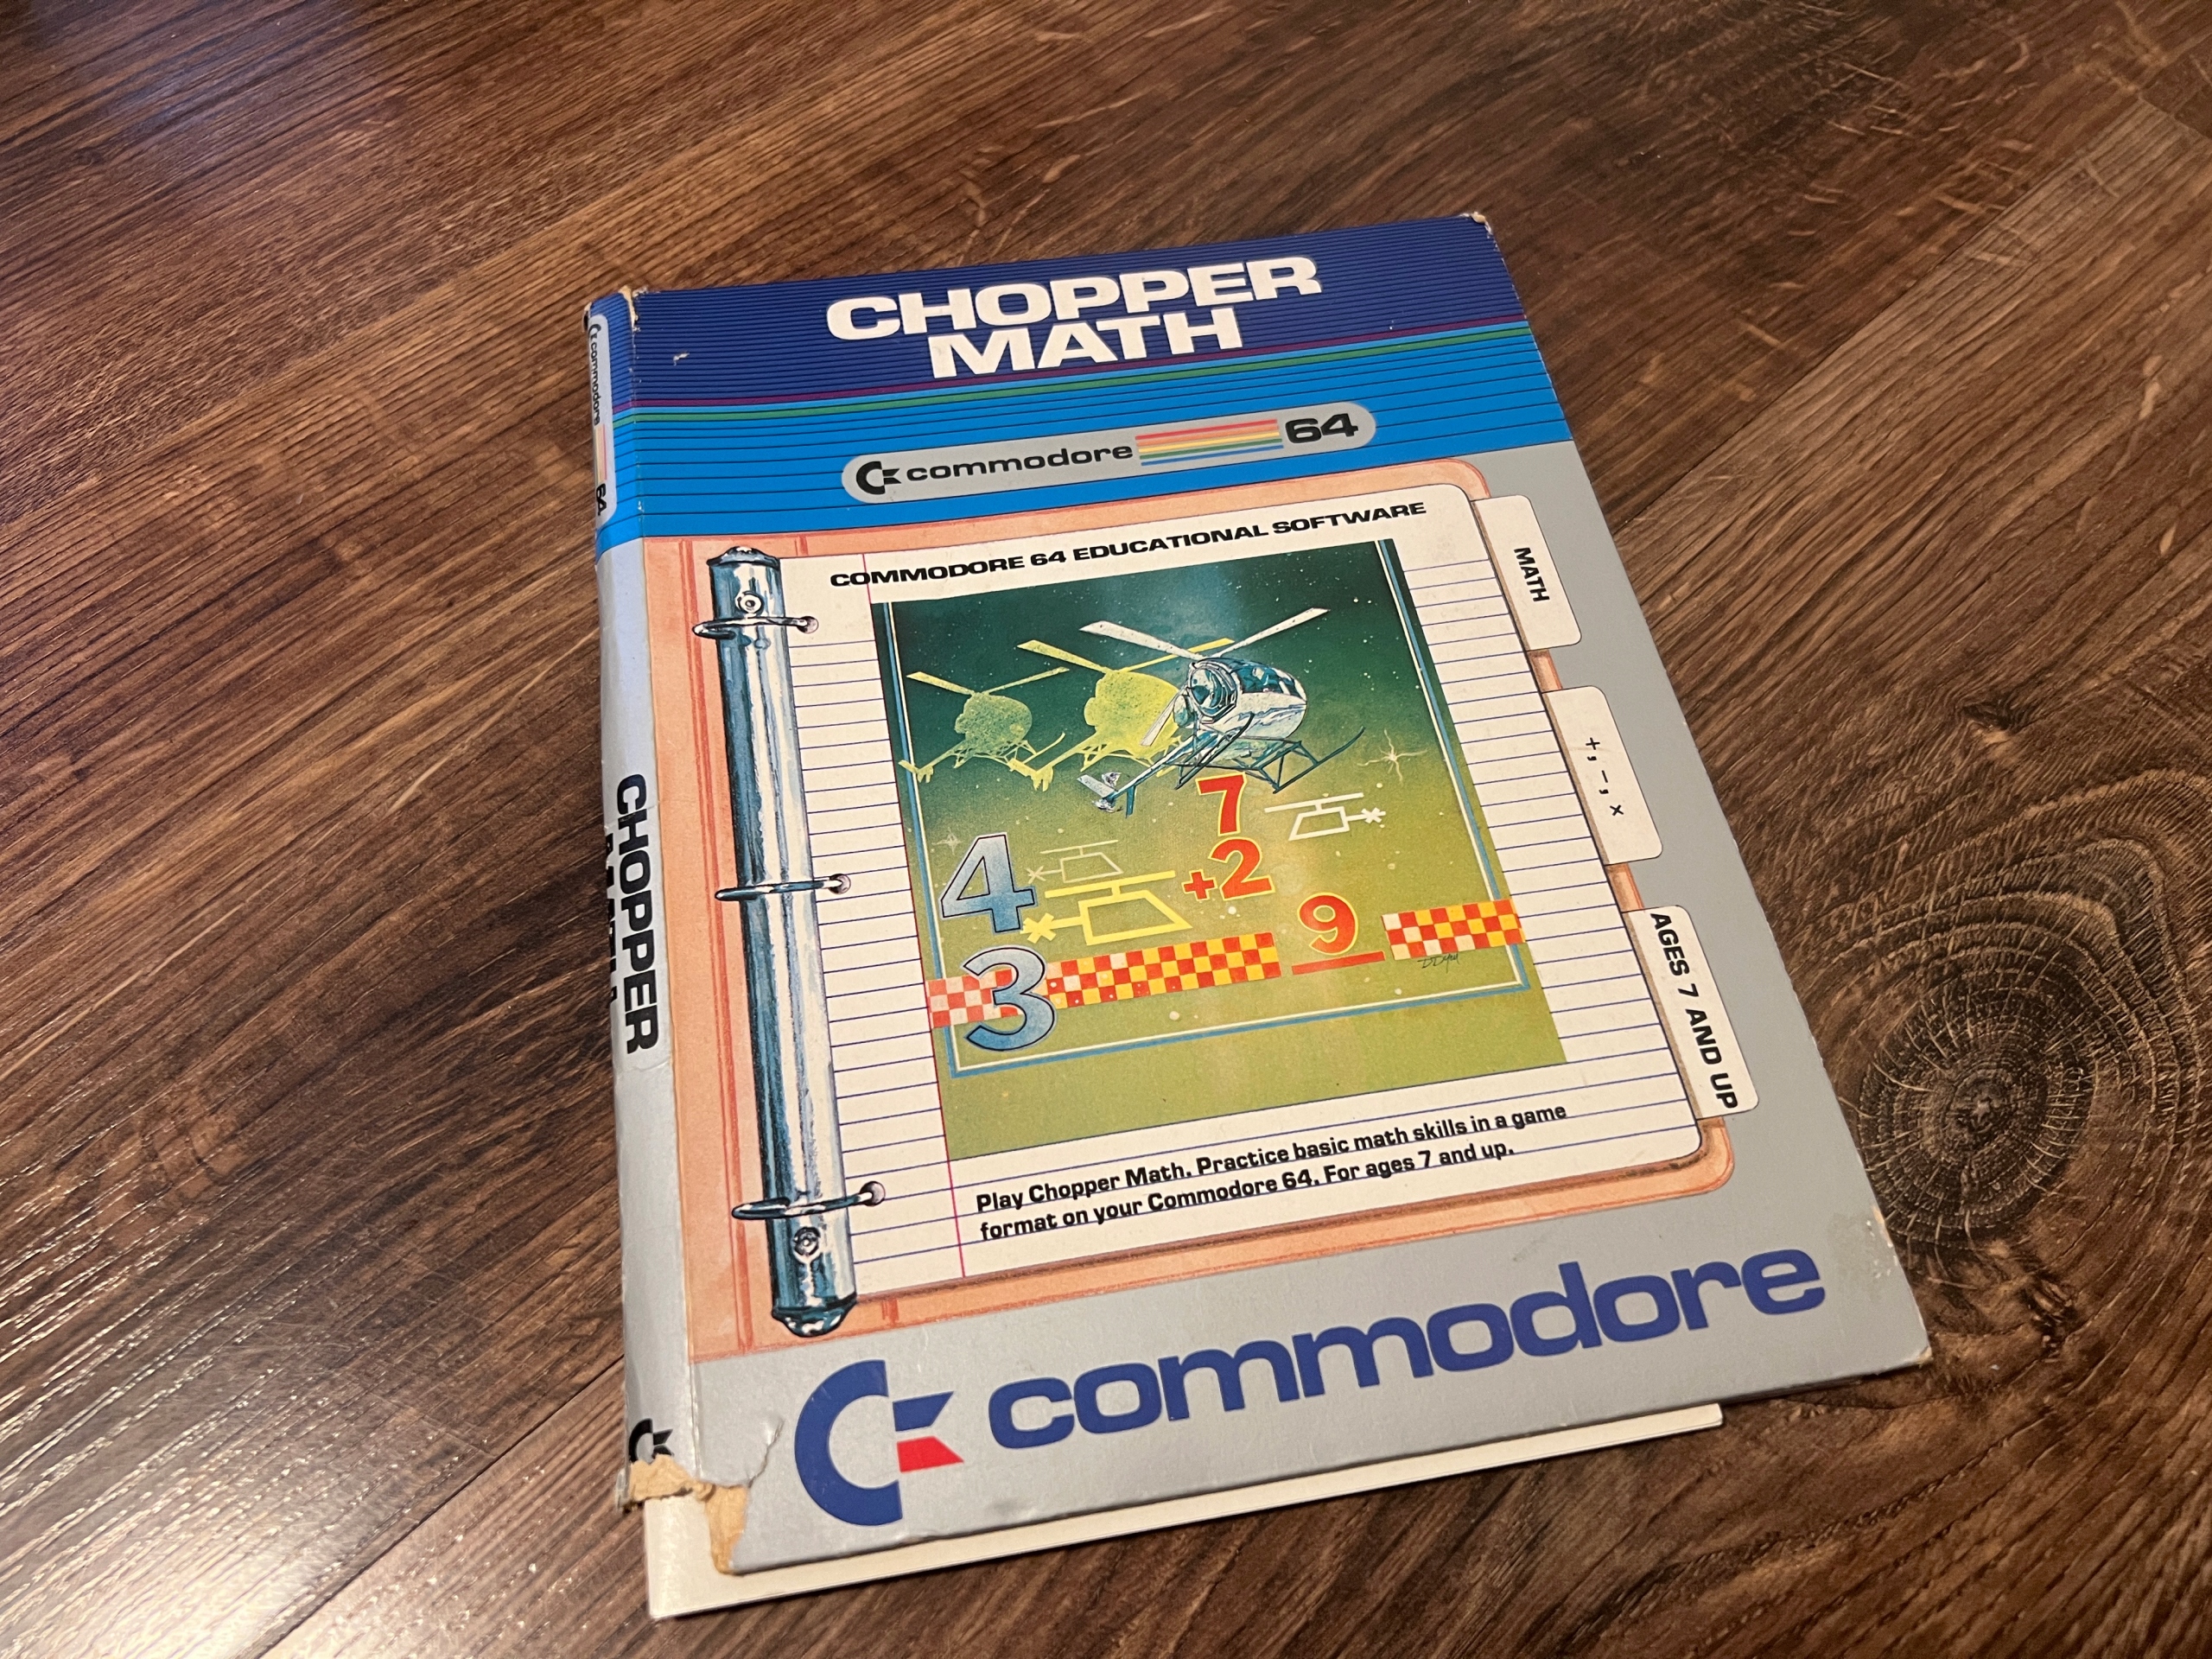 CHOPPER
MATH
commodore 64
COMMODORE 64 EDUCATIONAL SOFTWARE
MATH
+, -, x
AGES 7 AND UP
7
+2
9
4
3
Play Chopper Math. Practice basic math skills in a game
format on your Commodore 64. For ages 7 and up.
commodore
commodore 64
CHOPPER
MATH